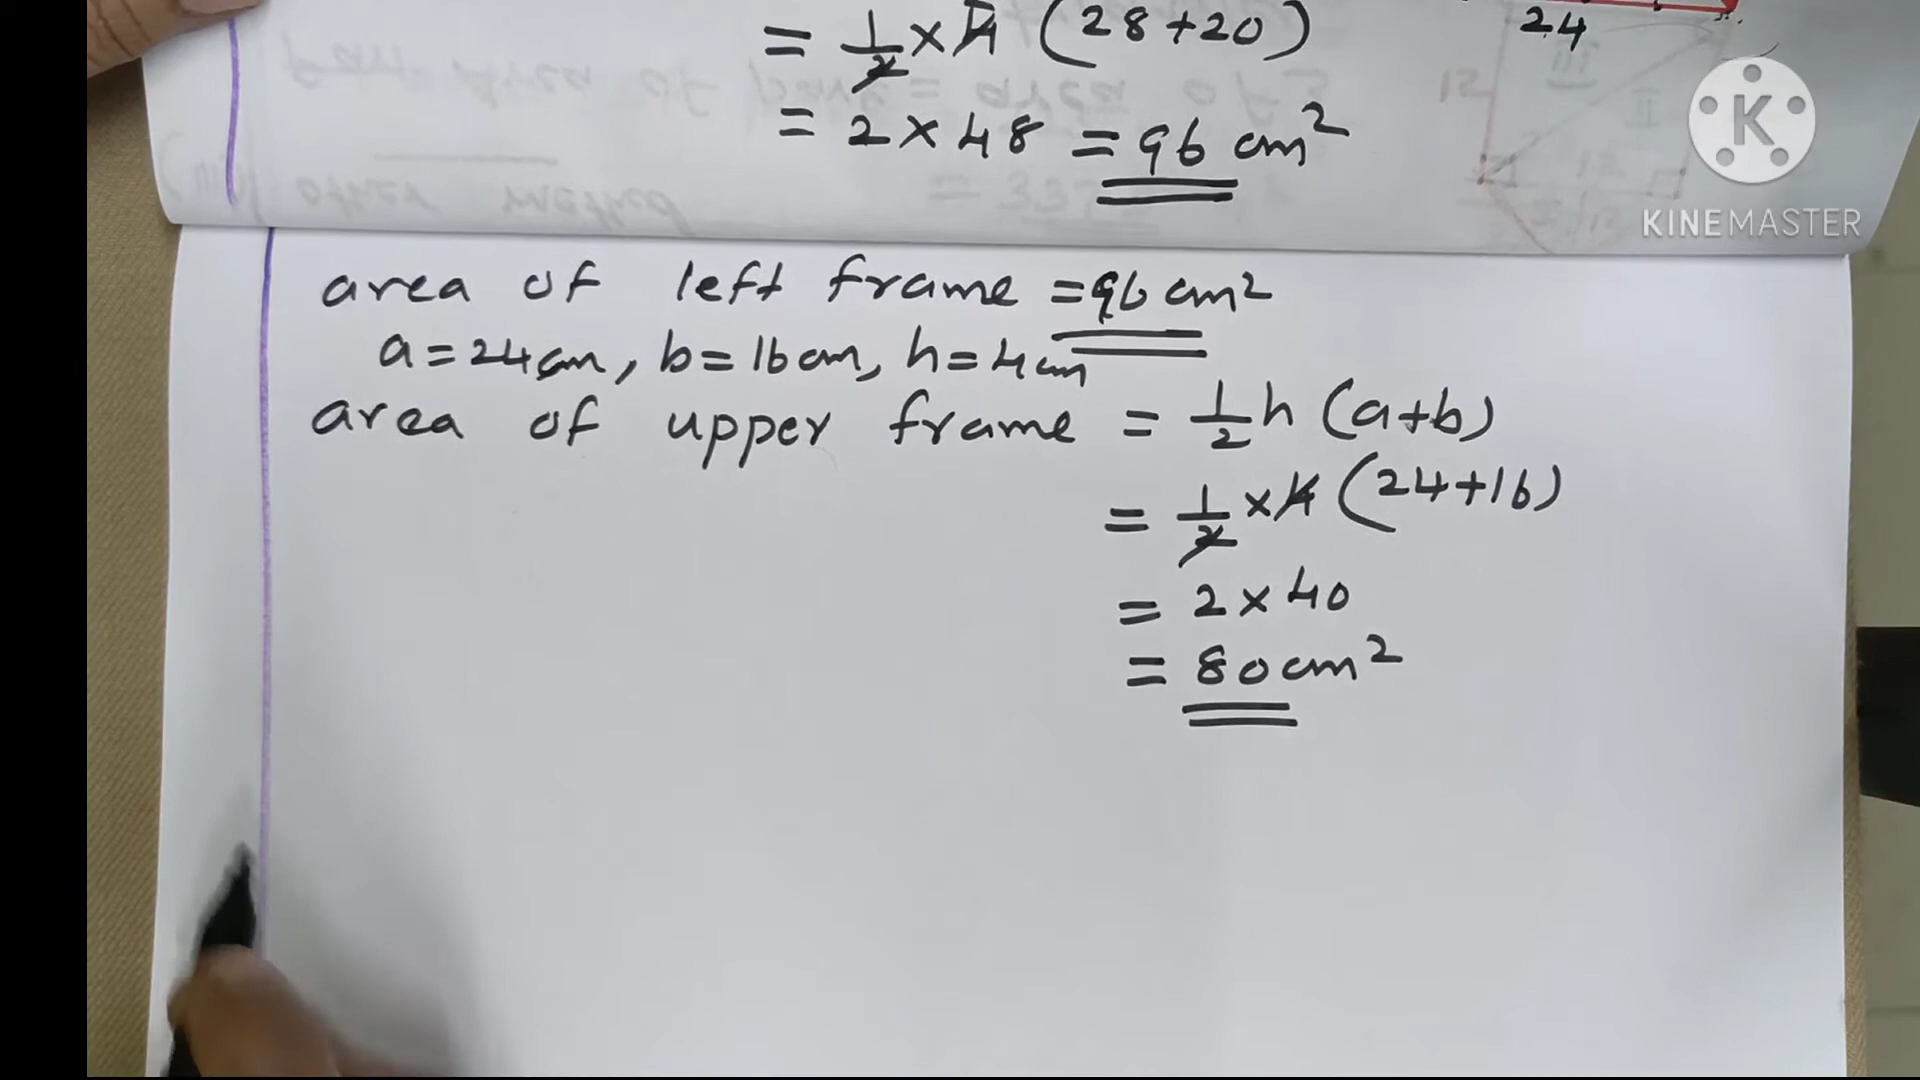 = 1/2 × 4 (28+20)
24
= 2 × 48 = 96 cm²
K
KINEMASTER
area of left frame = 96 cm²
a = 24 cm, b = 16 cm, h = 4 cm
area of upper frame = 1/2 h (a+b)
= 1/2 × 4 (24+16)
= 2 × 40
= 80 cm²